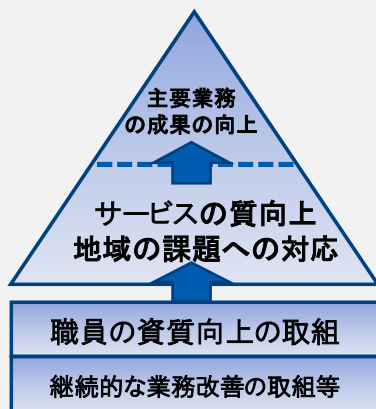 主要業務
の成果の向上
サービスの質向上
地域の課題への対応
職員の資質向上の取組
継続的な業務改善の取組等